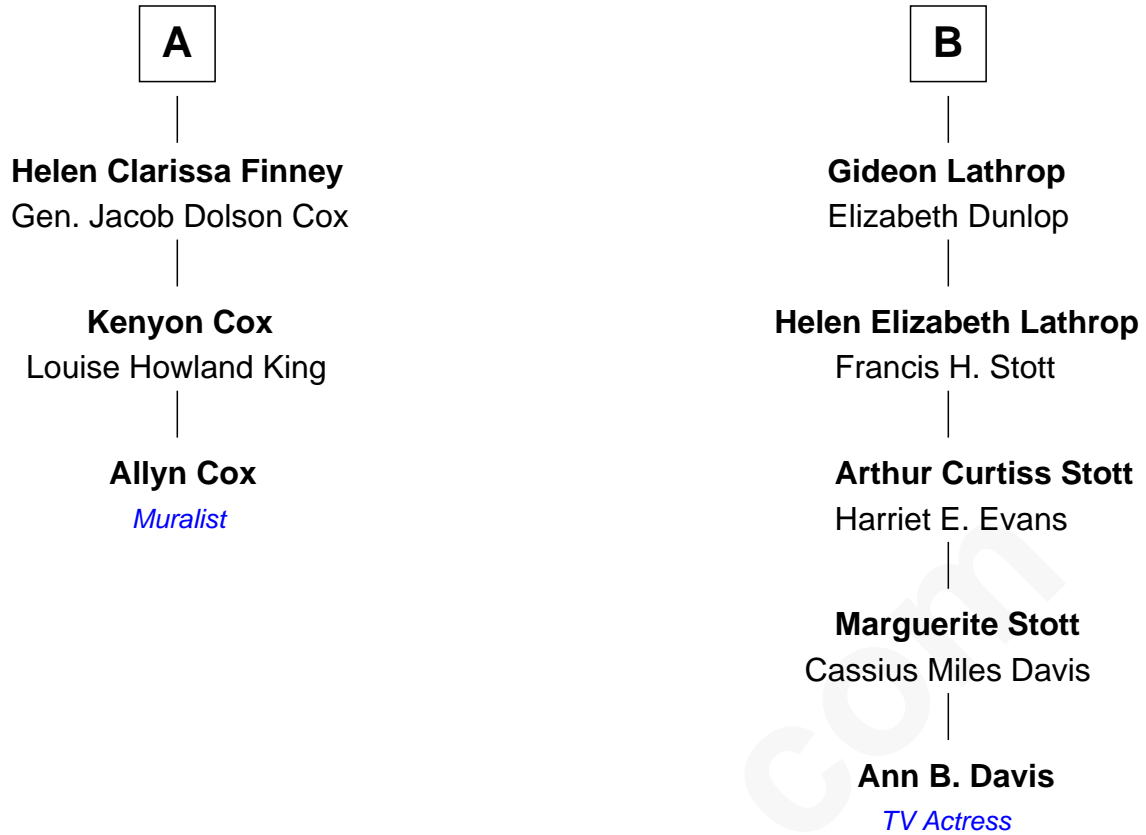 A
Helen Clarissa Finney
Gen. Jacob Dolson Cox
Kenyon Cox
Louise Howland King
Allyn Cox
Muralist
B
Gideon Lathrop
Elizabeth Dunlop
Helen Elizabeth Lathrop
Francis H. Stott
Arthur Curtiss Stott
Harriet E. Evans
Marguerite Stott
Cassius Miles Davis
Ann B. Davis
TV Actress
com